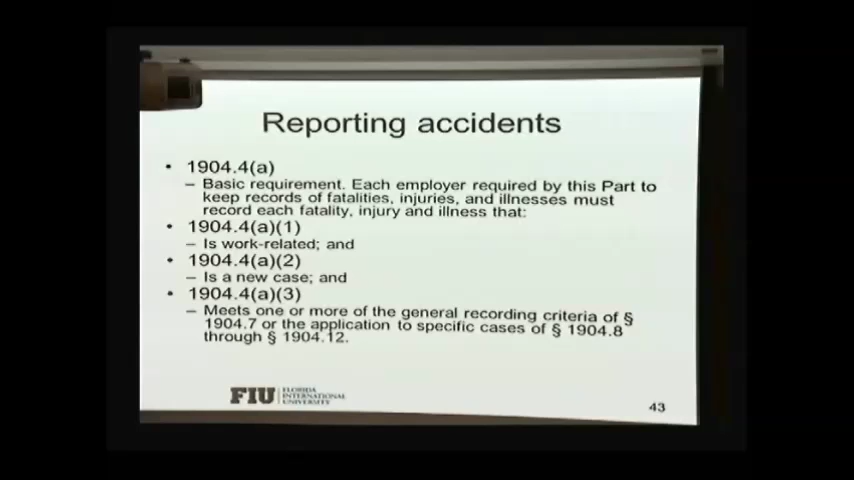 Reporting accidents
• 1904.4(a)
– Basic requirement. Each employer required by this Part to
keep records of fatalities, injuries, and illnesses must
record each fatality, injury and illness that:
• 1904.4(a)(1)
– Is work-related; and
• 1904.4(a)(2)
– Is a new case; and
• 1904.4(a)(3)
– Meets one or more of the general recording criteria of §
1904.7 or the application to specific cases of § 1904.8
through § 1904.12.
FIU
FLORIDA
INTERNATIONAL
UNIVERSITY
43